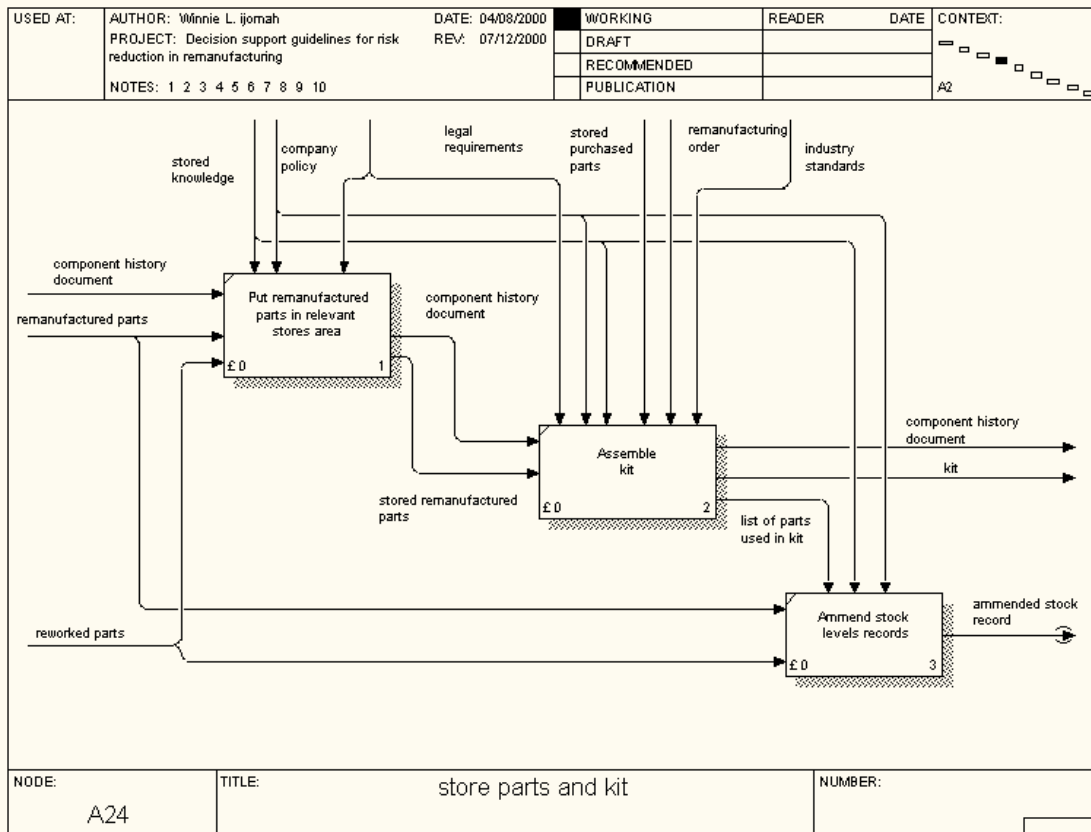 USED AT:
AUTHOR: Winnie L. ijomah
DATE: 04/08/2000
PROJECT: Decision support guidelines for risk
REV: 07/12/2000
reduction in remanufacturing
NOTES: 1 2 3 4 5 6 7 8 9 10
WORKING
DRAFT
RECOMMENDED
PUBLICATION
READER
DATE
CONTEXT:
A2
stored
knowledge
company
policy
legal
requirements
stored
purchased
parts
remanufacturing
order
industry
standards
component history
document
remanufactured parts
Put remanufactured
parts in relevant
stores area
£ 0
1
component history
document
stored remanufactured
parts
Assemble
kit
£ 0
2
component history
document
kit
list of parts
used in kit
reworked parts
Ammend stock
levels records
£ 0
3
ammended stock
record
NODE:
A24
TITLE:
store parts and kit
NUMBER: